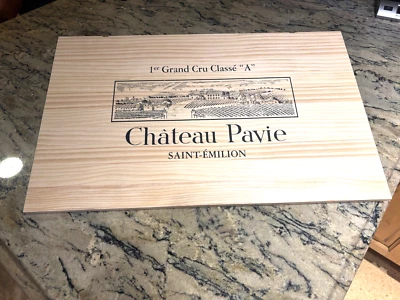 1er Grand Cru Classé "A"
Château Pavie
SAINT-ÉMILION